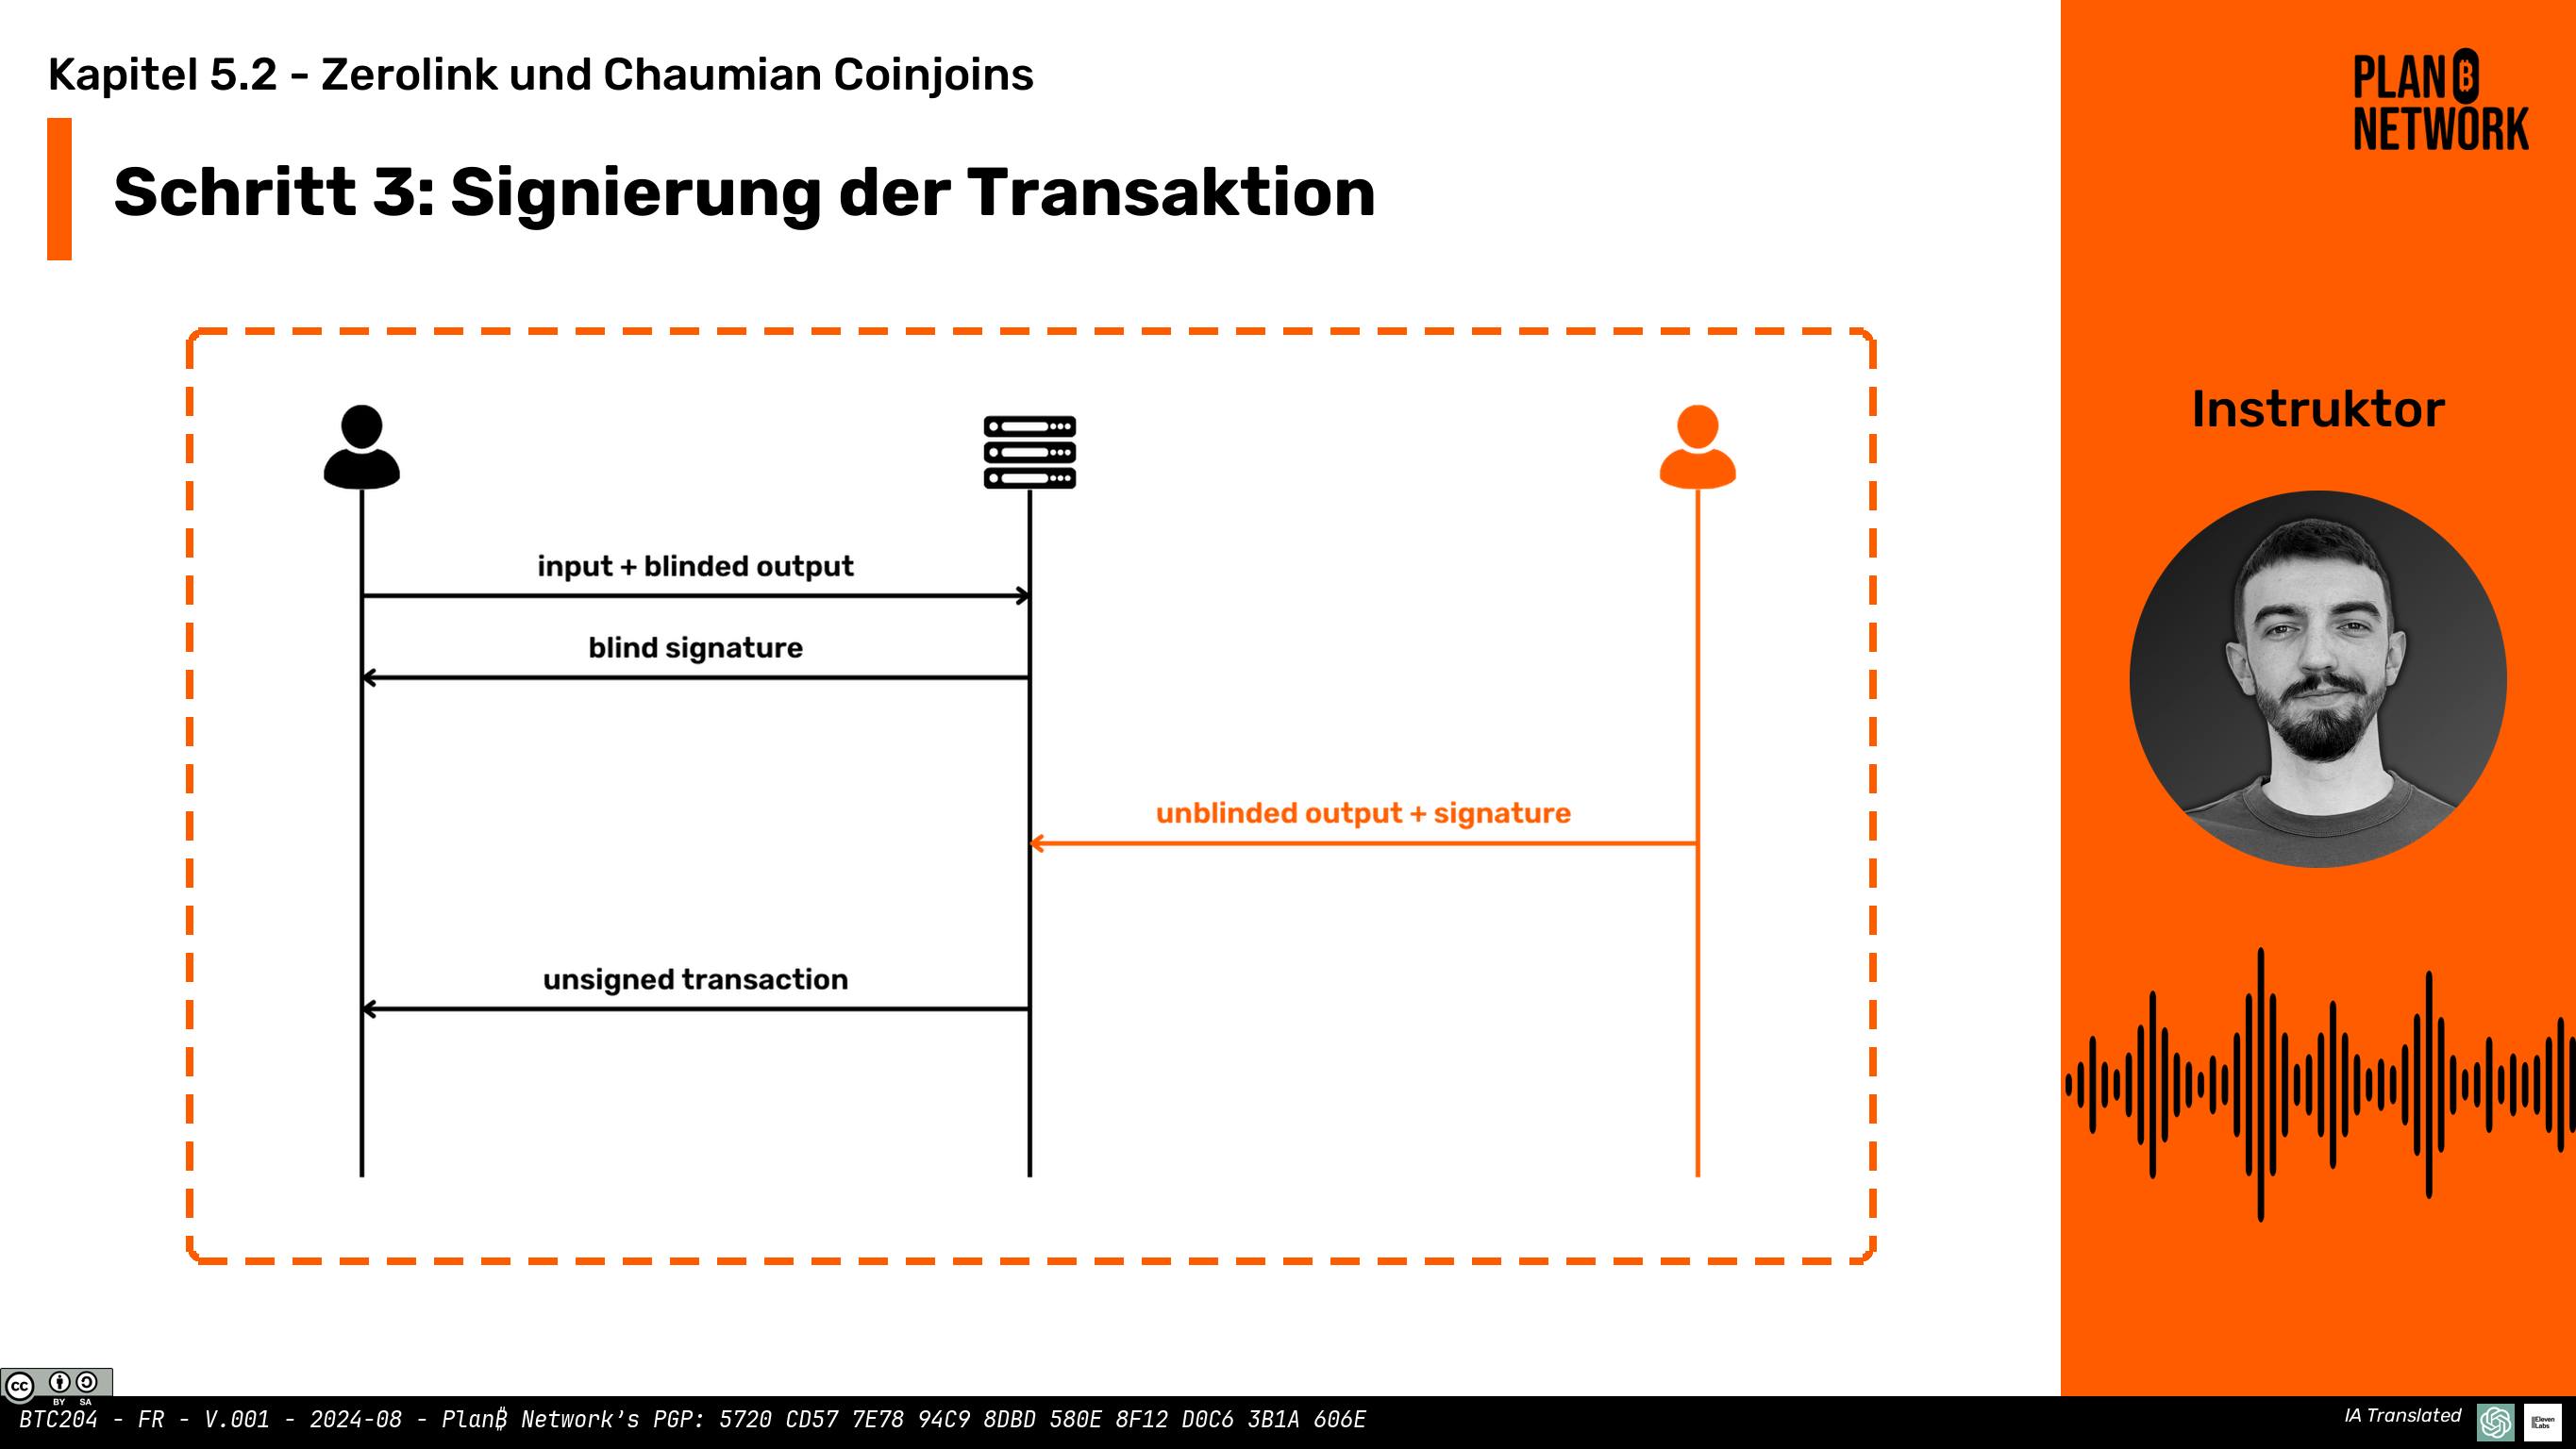 Kapitel 5.2 - Zerolink und Chaumian Coinjoins
Schritt 3: Signierung der Transaktion
PLAN ₿
NETWORK
Instruktor
input + blinded output
blind signature
unblinded output + signature
unsigned transaction
cc
BY SA
BTC204 - FR - V.001 - 2024-08 - Plan₿ Network's PGP: 5720 CD57 7E78 94C9 8DBD 580E 8F12 D0C6 3B1A 606E
IA Translated
ElevenLabs